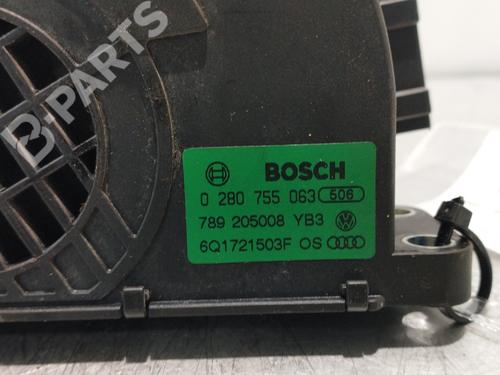 B-PARTS
BOSCH
0 280 755 063 506
789 205008 YB3
6Q1721503F OS